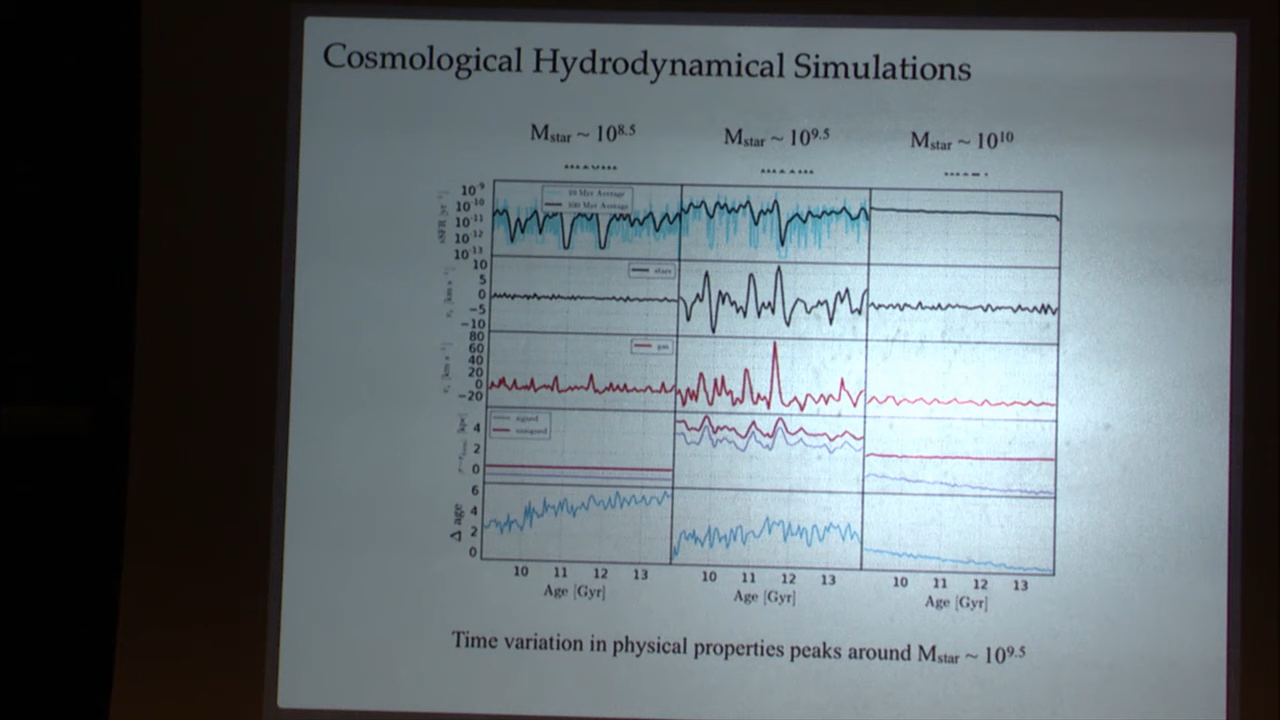 Cosmological Hydrodynamical Simulations
Mstar ~ 10^8.5 Mstar ~ 10^9.5 Mstar ~ 10^10
10 Myr Average
100 Myr Average
10^-9
10^-10
10^-11
10^-12
10^-13
stars
10
5
0
−5
−10
gas
80
60
40
20
0
−20
signed
unsigned
4
2
0
Δ age
6
4
2
0
10 11 12 13 10 11 12 13 10 11 12 13
Age [Gyr] Age [Gyr] Age [Gyr]
Time variation in physical properties peaks around Mstar ~ 10^9.5